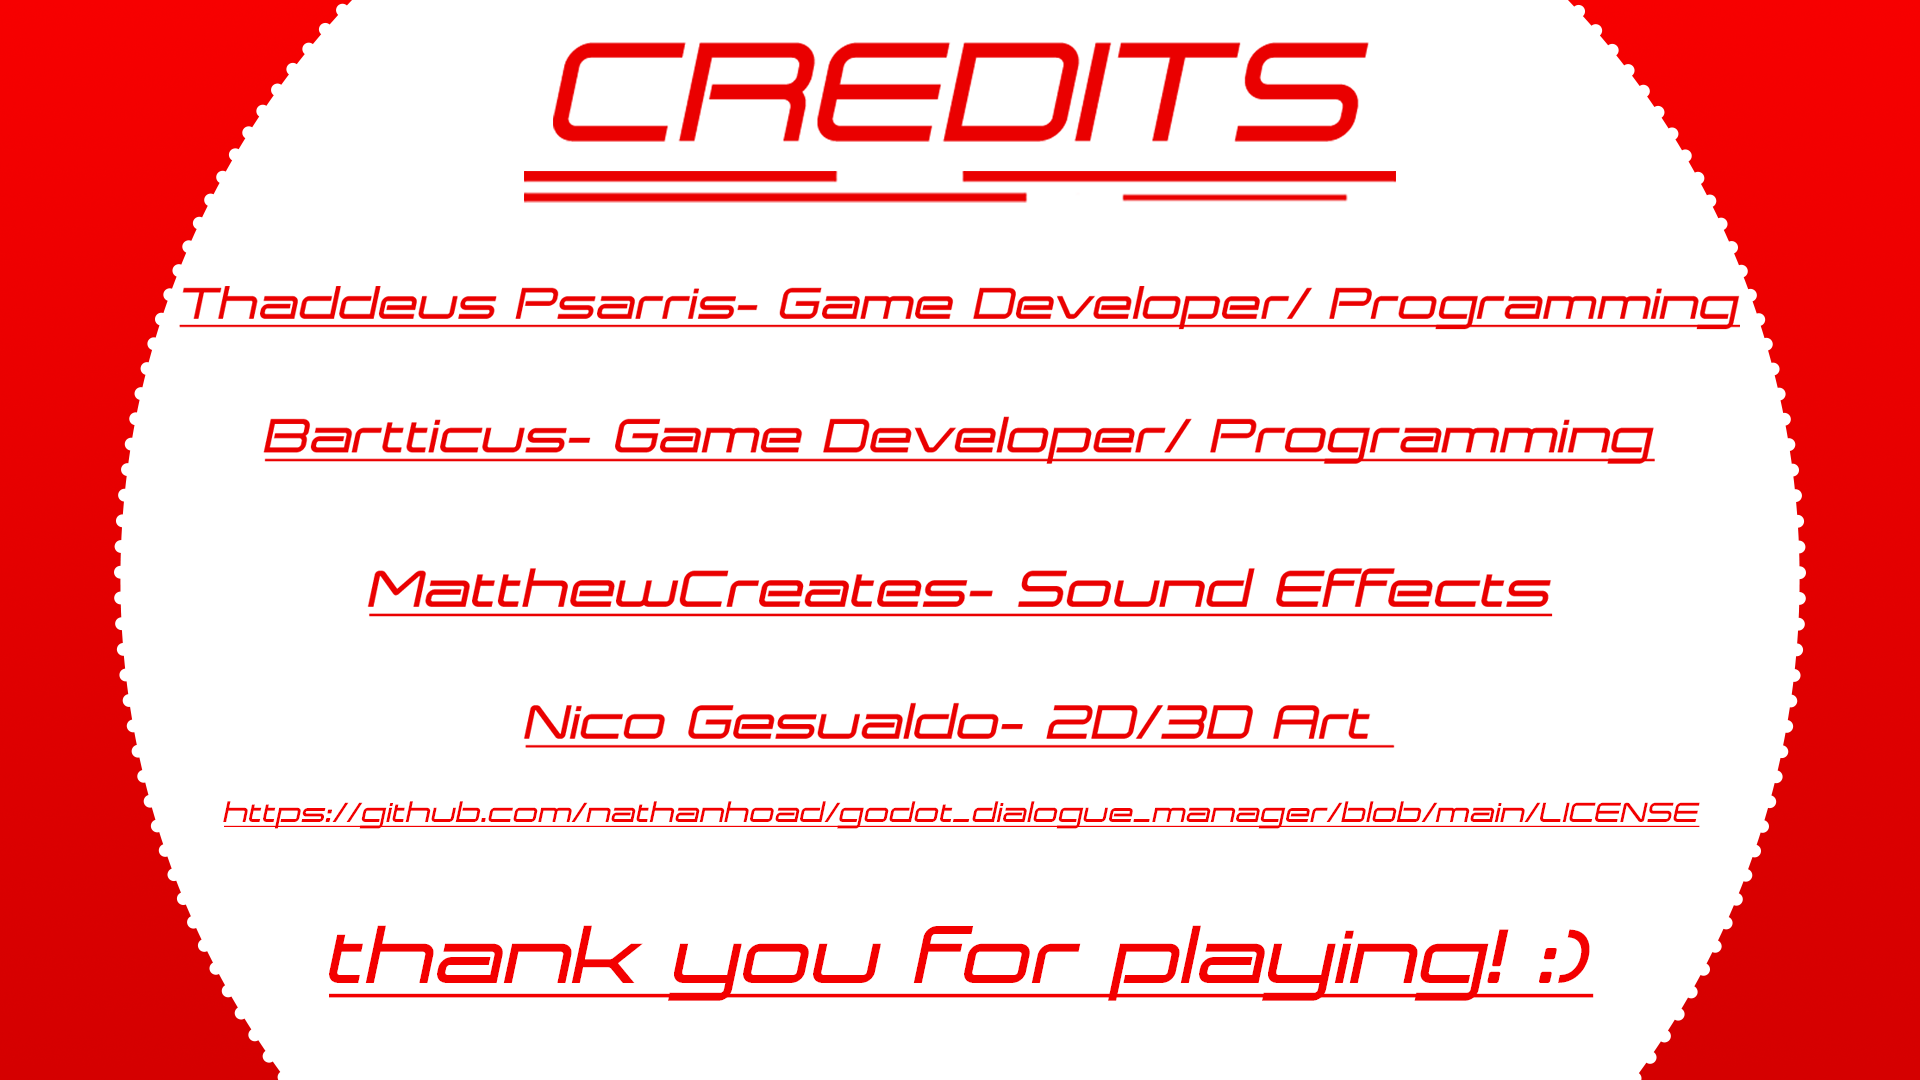 CREDITS
Thaddeus Psarris- Game Developer/ Programming
Bartticus- Game Developer/ Programming
MatthewCreates- Sound Effects
Nico Gesualdo- 2D/3D Art
https://github.com/nathanhoad/godot_dialogue_manager/blob/main/LICENSE
thank you for playing! :)